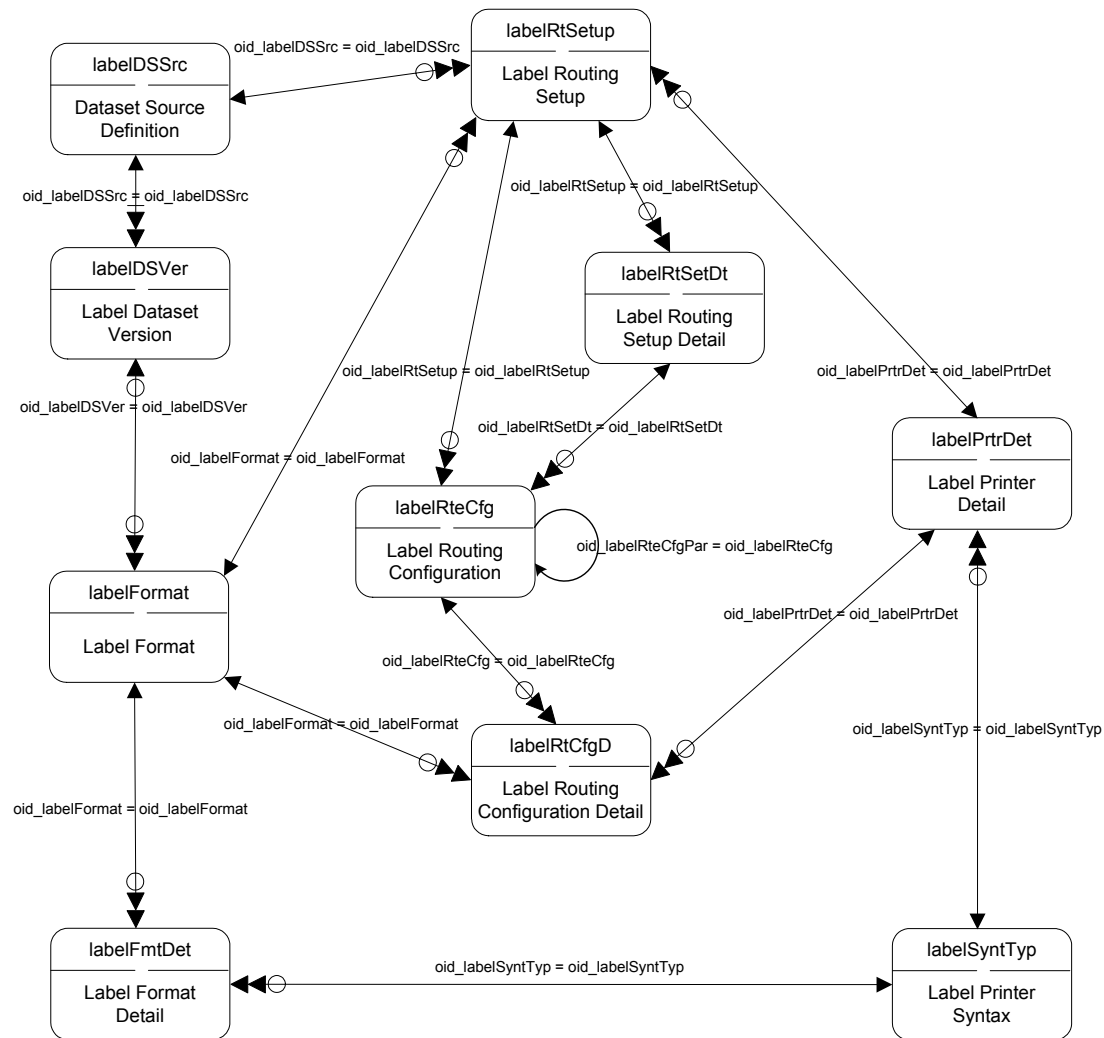 labelRtSetup
oid_labelDSSrc = oid_labelDSSrc
labelDSSrc
Label Routing
Setup
Dataset Source
Definition
oid_labelRtSetup = oid_labelRtSetup
oid_labelDSSrc = oid_labelDSSrc
labelDSVer
labelRtSetDt
Label Dataset
Version
Label Routing
Setup Detail
oid_labelRtSetup = oid_labelRtSetup
oid_labelPrtrDet = oid_labelPrtrDet
oid_labelDSVer = oid_labelDSVer
oid_labelRtSetDt = oid_labelRtSetDt
labelPrtrDet
oid_labelFormat = oid_labelFormat
Label Printer
Detail
labelRteCfg
Label Routing
Configuration
oid_labelRteCfgPar = oid_labelRteCfg
labelFormat
oid_labelPrtrDet = oid_labelPrtrDet
Label Format
oid_labelRteCfg = oid_labelRteCfg
oid_labelFormat = oid_labelFormat
oid_labelSyntTyp = oid_labelSyntTyp
labelRtCfgD
Label Routing
Configuration Detail
oid_labelFormat = oid_labelFormat
labelFmtDet
labelSyntTyp
oid_labelSyntTyp = oid_labelSyntTyp
Label Format
Detail
Label Printer
Syntax